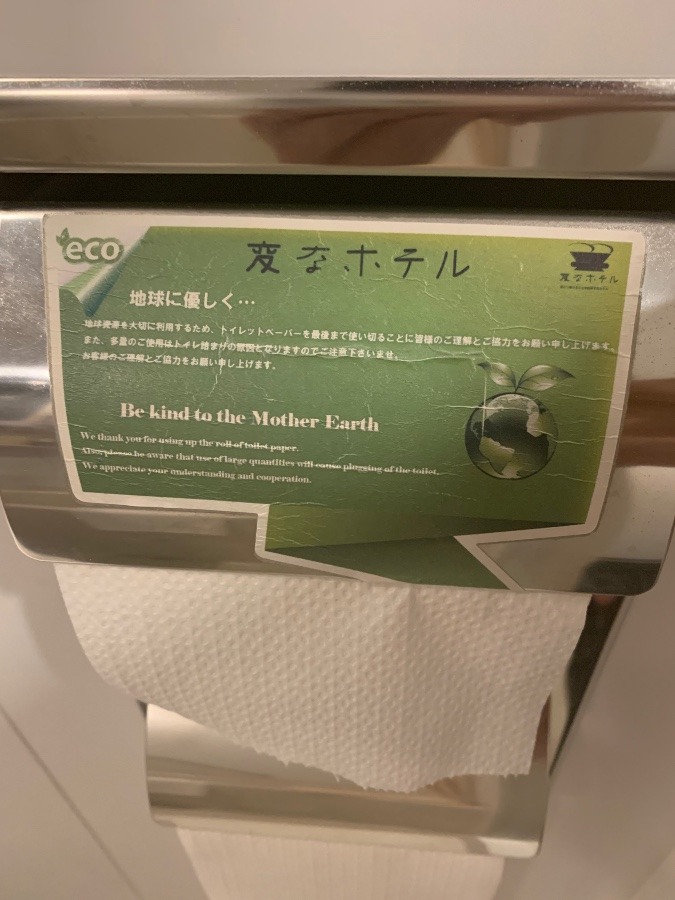 eco
変なホテル
変なホテル
地球に優しく…
地球資源を大切に利用するため、トイレットペーパーを最後まで使い切ることに皆様のご理解とご協力をお願い申し上げます。
また、多量のご使用はトイレ詰まりの原因となりますのでご注意下さいませ。
お客様のご理解とご協力をお願い申し上げます。
Be kind to the Mother Earth
We thank you for using up the roll of toilet paper.
Also, please be aware that use of large quantities will cause plugging of the toilet.
We appreciate your understanding and cooperation.